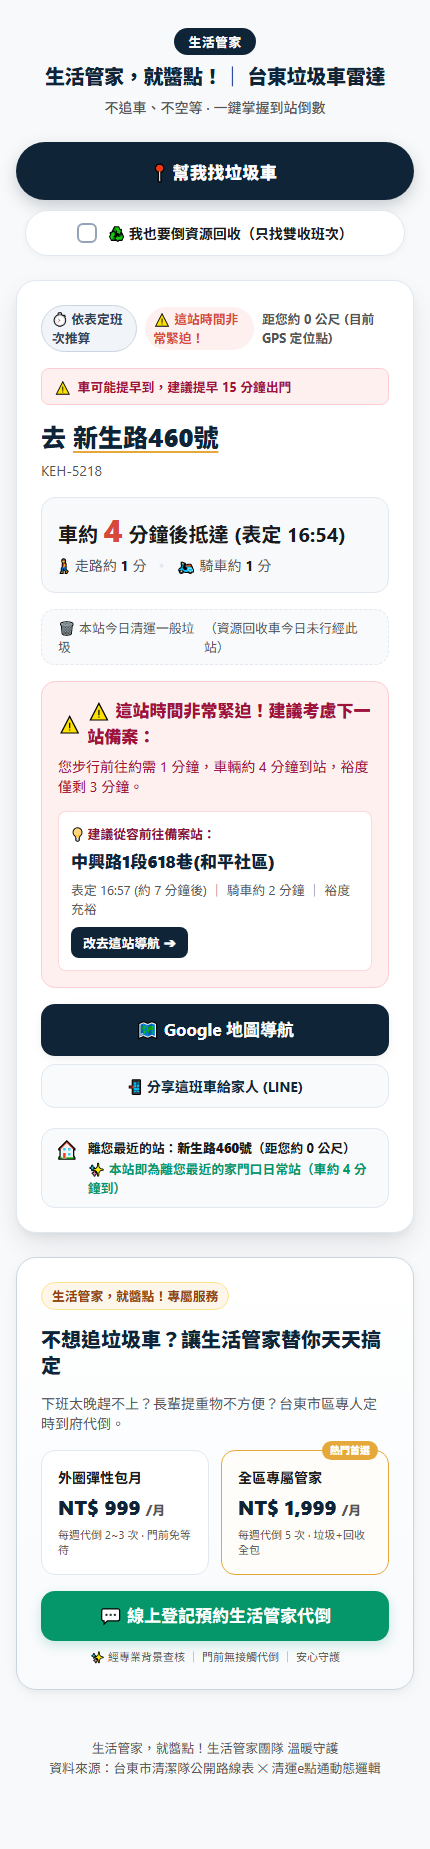 生活管家
生活管家，就醬點！｜ 台東垃圾車雷達
不追車、不空等 · 一鍵掌握到站倒數
📍 幫我找垃圾車
♻️ 我也要倒資源回收（只找雙收班次）
⏱️ 依表定班
次推算
⚠️ 這站時間非
常緊迫！
距您約 0 公尺 (目前
GPS 定位點)
⚠️ 車可能提早到，建議提早 15 分鐘出門
去 新生路460號
KEH-5218
車約 4 分鐘後抵達 (表定 16:54)
🚶 走路約 1 分 • 🛵 騎車約 1 分
🗑️ 本站今日清運一般垃
圾
（資源回收車今日未行經此
站）
⚠️ ⚠️ 這站時間非常緊迫！建議考慮下一
站備案：
您步行前往約需 1 分鐘，車輛約 4 分鐘到站，裕度
僅剩 3 分鐘。
💡 建議從容前往備案站：
中興路1段618巷(和平社區)
表定 16:57 (約 7 分鐘後)｜ 騎車約 2 分鐘 ｜ 裕度
充裕
改去這站導航 ➔
🗺️ Google 地圖導航
📲 分享這班車給家人 (LINE)
🏠 離您最近的站：新生路460號（距您約 0 公尺）
✨ 本站即為離您最近的家門口日常站（車約 4 分
鐘到）
生活管家，就醬點！專屬服務
不想追垃圾車？讓生活管家替你天天搞
定
下班太晚趕不上？長輩提重物不方便？台東市區專人定
時到府代倒。
外圈彈性包月
NT$ 999 /月
每週代倒 2~3 次 · 門前免等
待
熱門首選
全區專屬管家
NT$ 1,999 /月
每週代倒 5 次 · 垃圾+回收
全包
💬 線上登記預約生活管家代倒
✨ 經專業背景查核 ｜ 門前無接觸代倒 ｜ 安心守護
生活管家，就醬點！生活管家團隊 溫暖守護
資料來源：台東市清潔隊公開路線表 × 清運e點通動態邏輯